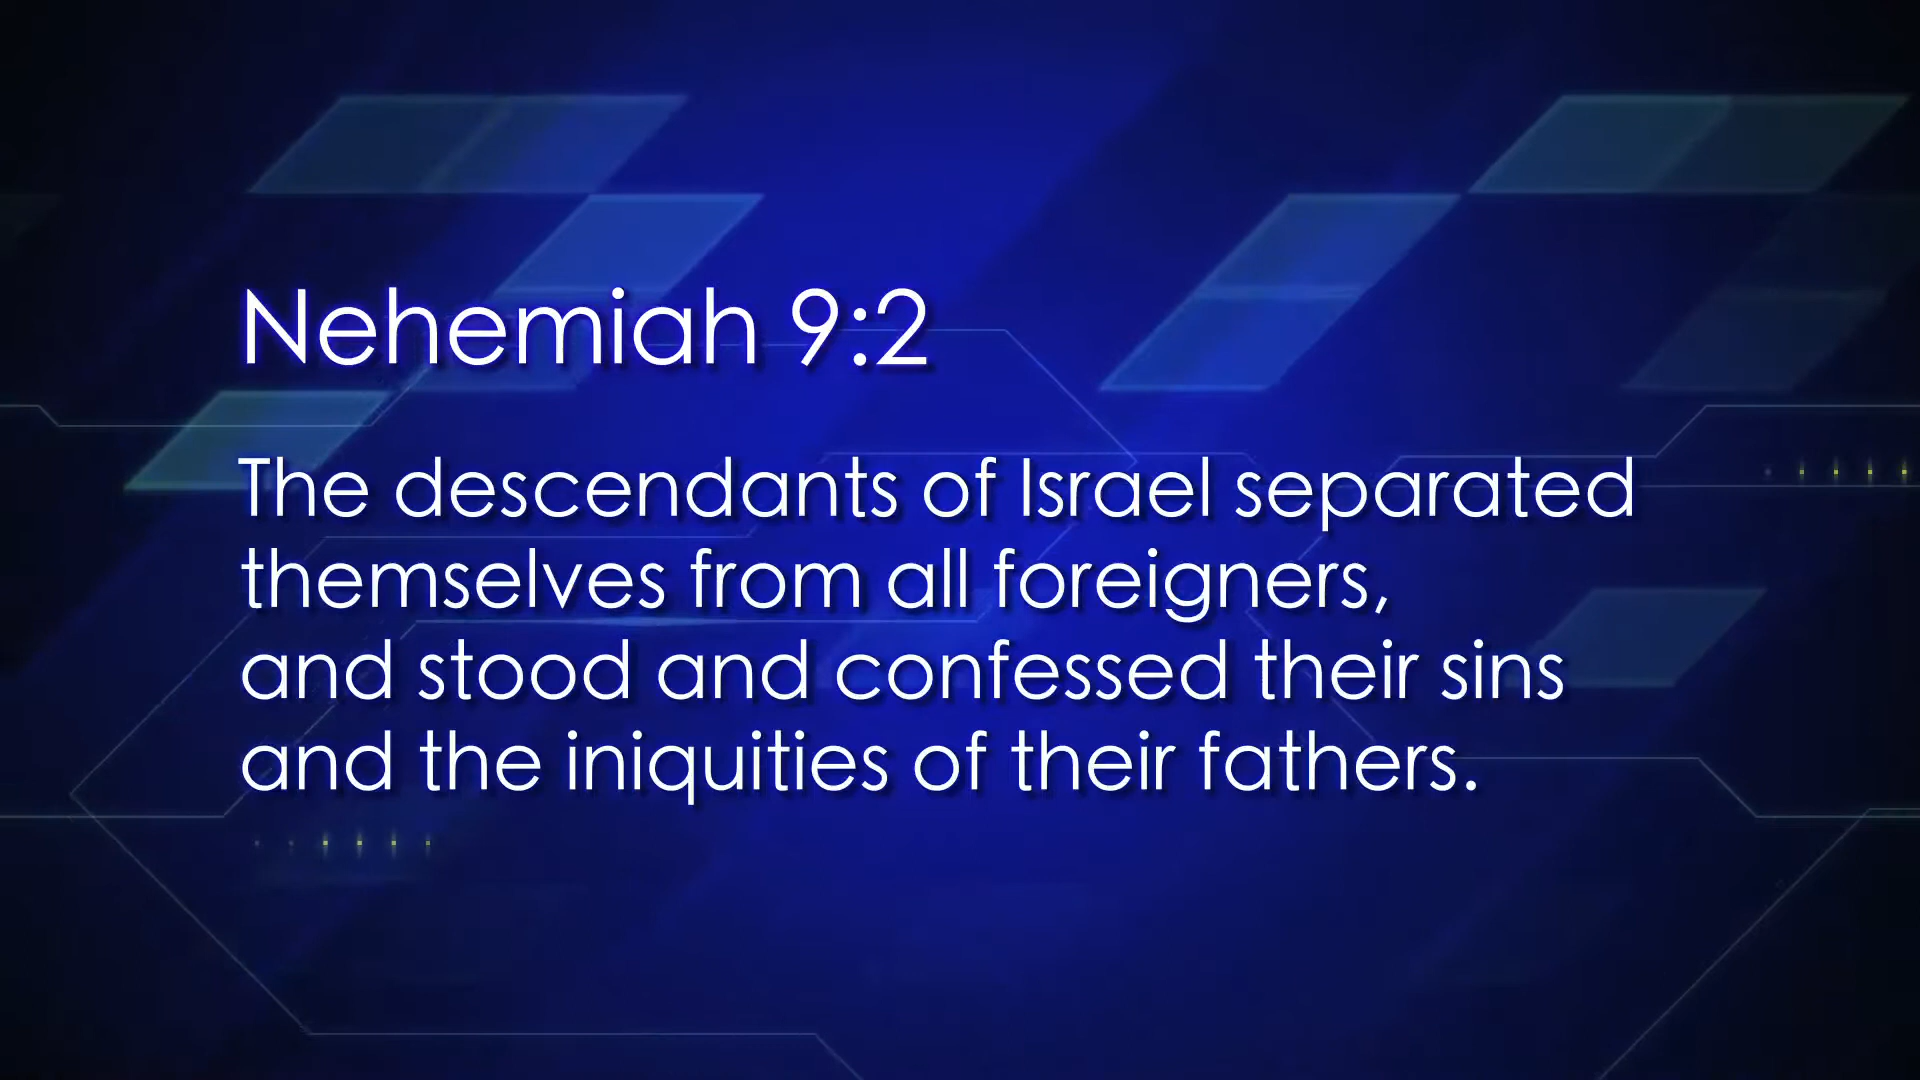 Nehemiah 9:2
The descendants of Israel separated
themselves from all foreigners,
and stood and confessed their sins
and the iniquities of their fathers.